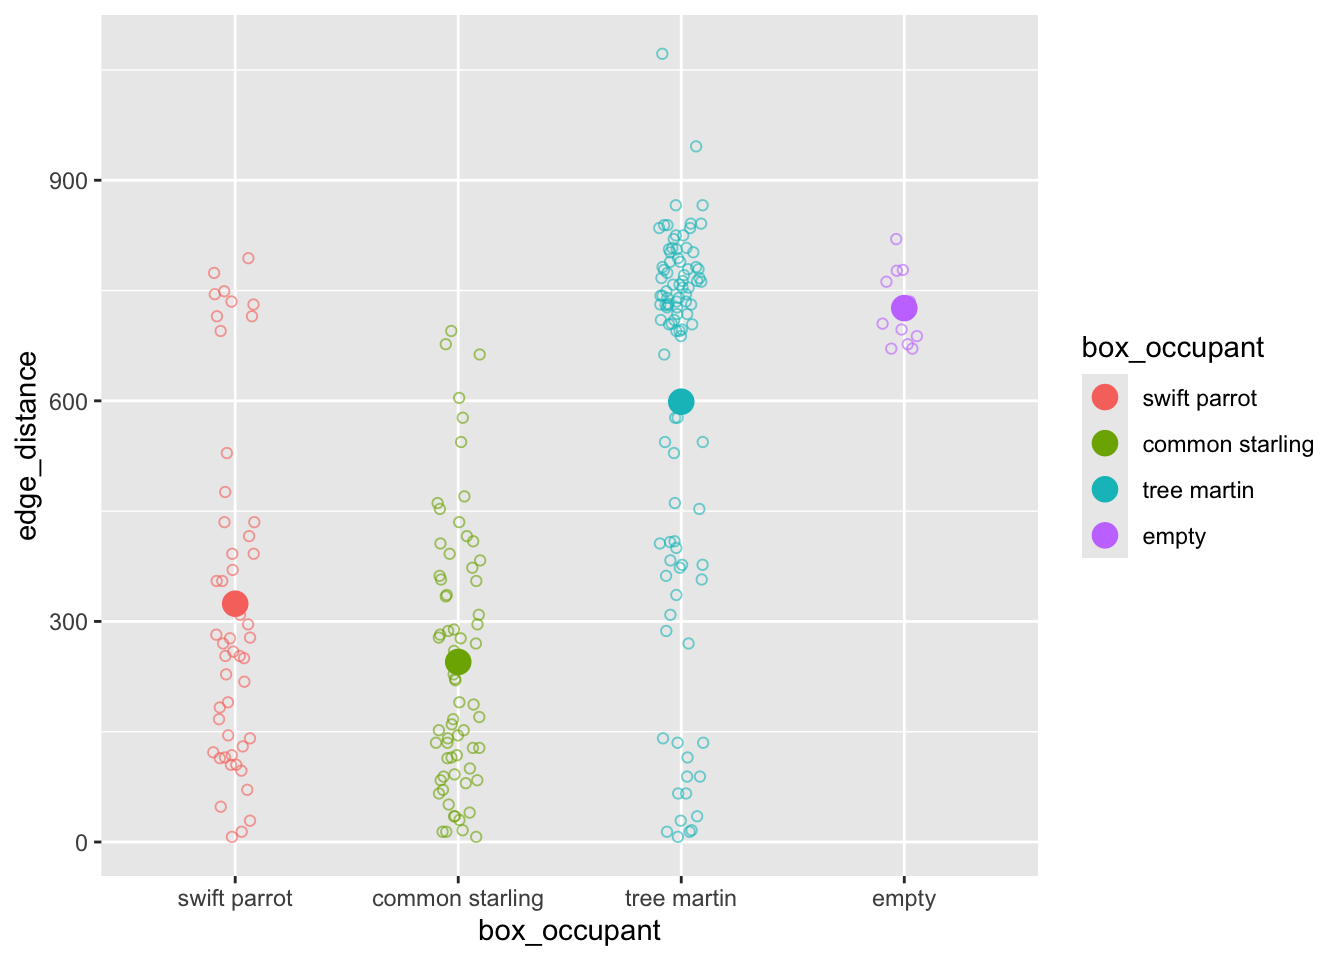 edge_distance
900
600
300
0
swift parrot
common starling
tree martin
empty
box_occupant
box_occupant
swift parrot
common starling
tree martin
empty